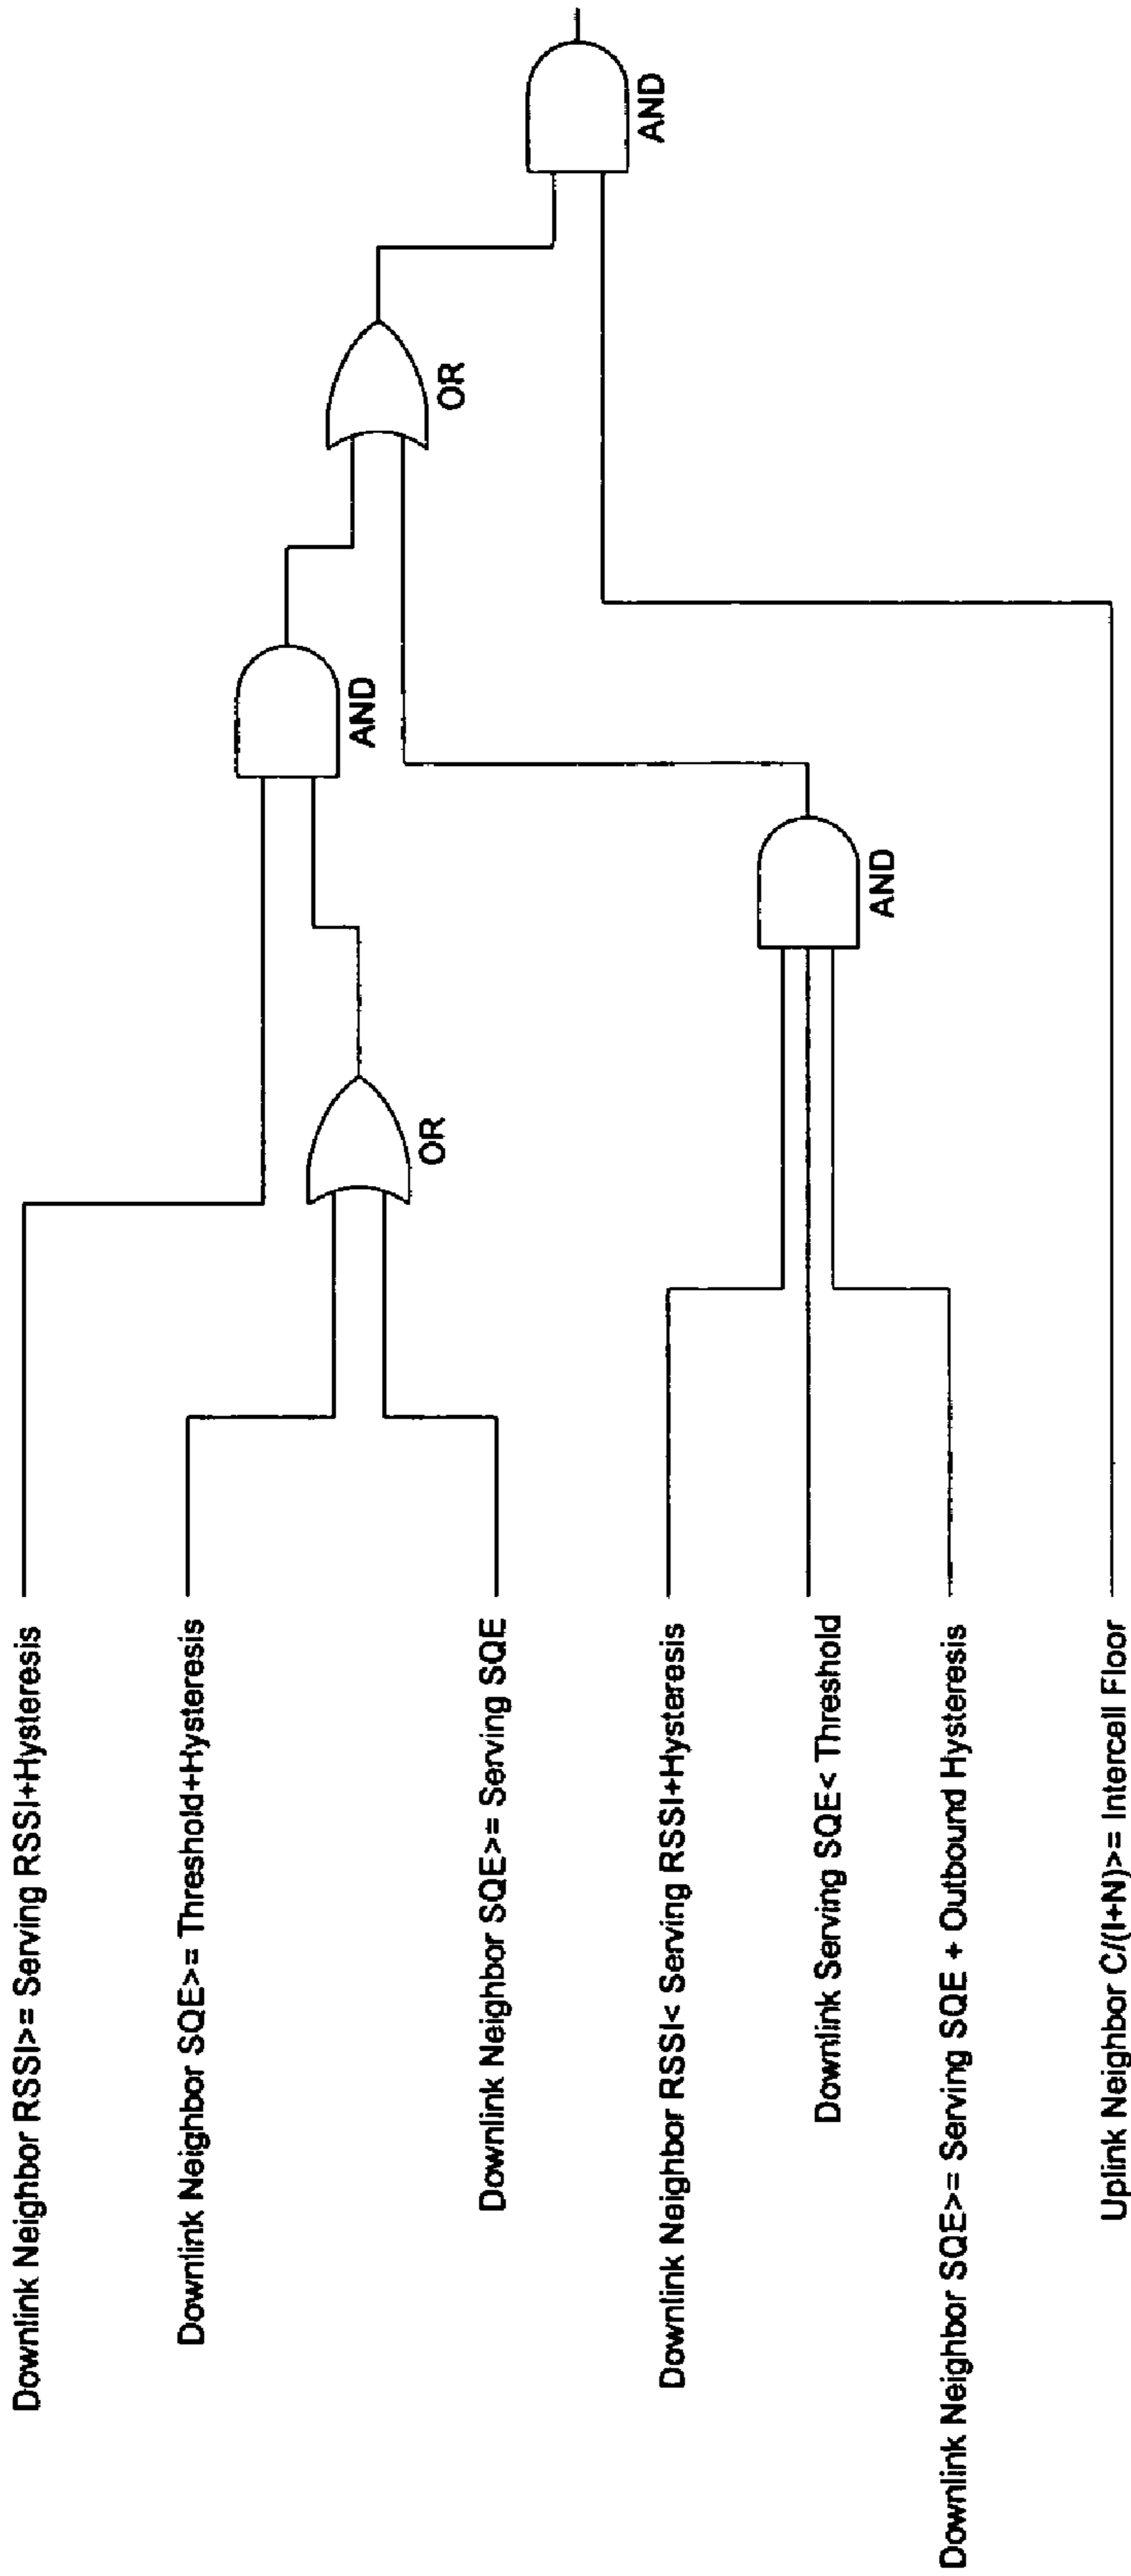 Downlink Neighbor RSSI>= Serving RSSI+Hysteresis
Downlink Neighbor SQE>= Threshold+Hysteresis
Downlink Neighbor SQE>= Serving SQE
Downlink Neighbor RSSI< Serving RSSI+Hysteresis
Downlink Serving SQE< Threshold
Downlink Neighbor SQE>= Serving SQE + Outbound Hysteresis
Uplink Neighbor C/(I+N)>= Intercell Floor
OR
AND
AND
OR
AND